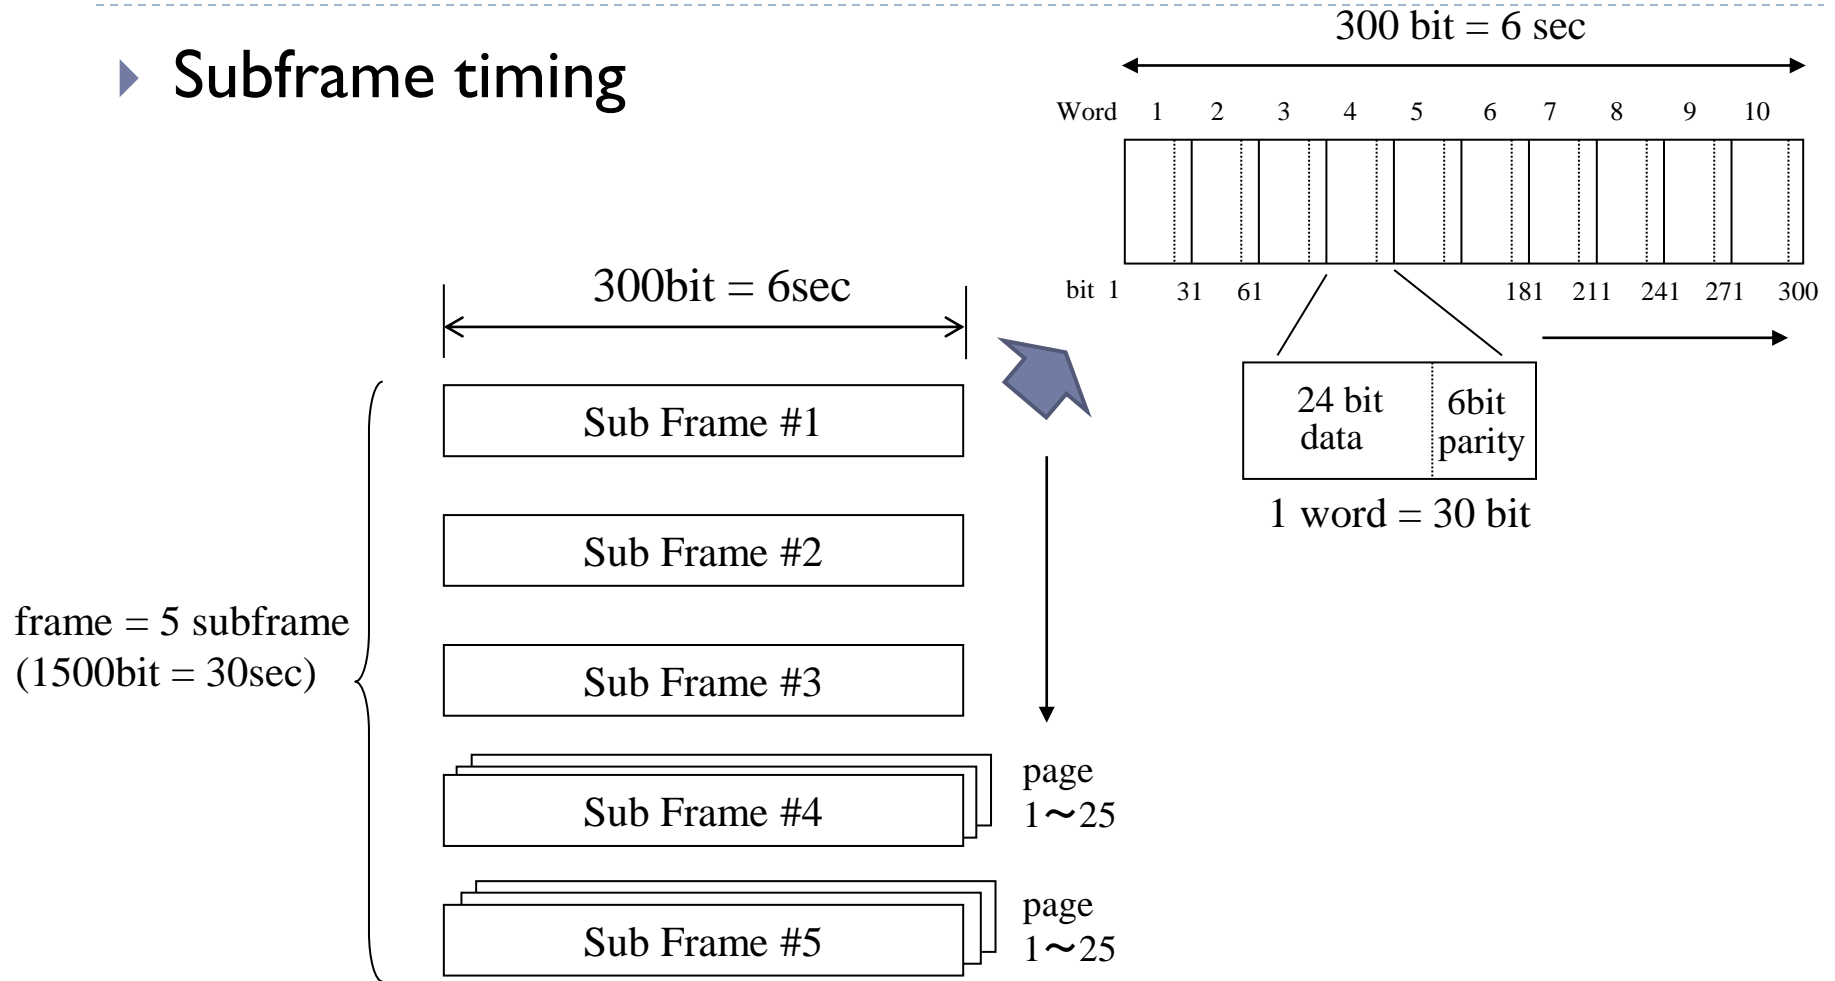 Subframe timing
300 bit = 6 sec
Word 1 2 3 4 5 6 7 8 9 10
bit 1 31 61 181 211 241 271 300
24 bit
data
6bit
parity
1 word = 30 bit
300bit = 6sec
Sub Frame #1
Sub Frame #2
Sub Frame #3
Sub Frame #4
Sub Frame #5
frame = 5 subframe
(1500bit = 30sec)
page
1～25
page
1～25